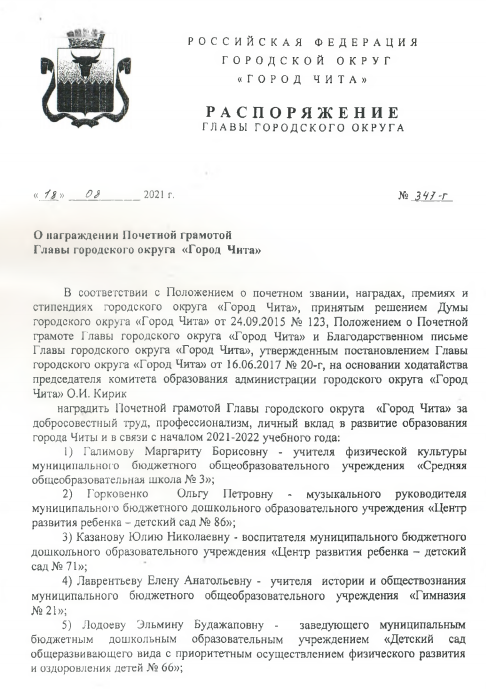 РОССИЙСКАЯ ФЕДЕРАЦИЯ
ГОРОДСКОЙ ОКРУГ
«ГОРОД ЧИТА»
РАСПОРЯЖЕНИЕ
ГЛАВЫ ГОРОДСКОГО ОКРУГА
«18» 08 2021 г. № 347-г
О награждении Почетной грамотой
Главы городского округа «Город Чита»
В соответствии с Положением о почетном звании, наградах, премиях и
стипендиях городского округа «Город Чита», принятым решением Думы
городского округа «Город Чита» от 24.09.2015 № 123, Положением о Почетной
грамоте Главы городского округа «Город Чита» и Благодарственном письме
Главы городского округа «Город Чита», утвержденным постановлением Главы
городского округа «Город Чита» от 16.06.2017 № 20-г, на основании ходатайства
председателя комитета образования администрации городского округа «Город
Чита» О.И. Кирик
наградить Почетной грамотой Главы городского округа «Город Чита» за
добросовестный труд, профессионализм, личный вклад в развитие образования
города Читы и в связи с началом 2021-2022 учебного года:
1) Галимову Маргариту Борисовну - учителя физической культуры
муниципального бюджетного общеобразовательного учреждения «Средняя
общеобразовательная школа № 3»;
2) Горковенко Ольгу Петровну - музыкального руководителя
муниципального бюджетного дошкольного образовательного учреждения «Центр
развития ребенка – детский сад № 86»;
3) Казанову Юлию Николаевну - воспитателя муниципального бюджетного
дошкольного образовательного учреждения «Центр развития ребенка – детский
сад № 71»;
4) Лаврентьеву Елену Анатольевну - учителя истории и обществознания
муниципального бюджетного общеобразовательного учреждения «Гимназия
№ 21»;
5) Лодоеву Эльмину Будажаповну - заведующего муниципальным
бюджетным дошкольным образовательным учреждением «Детский сад
общеразвивающего вида с приоритетным осуществлением физического развития
и оздоровления детей № 66»;